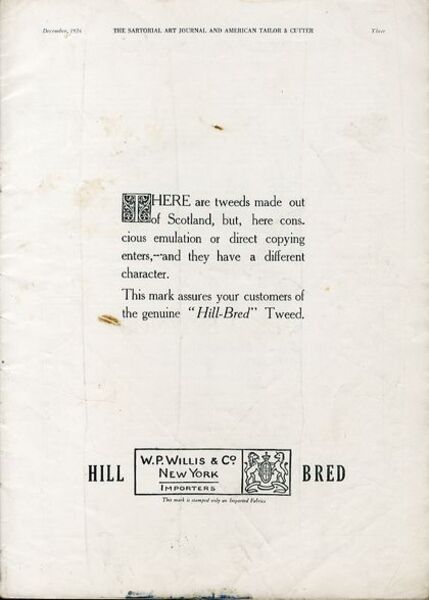 December, 1926 THE SARTORIAL ART JOURNAL AND AMERICAN TAILOR & CUTTER Three
THERE are tweeds made out
of Scotland, but, here cons-
cious emulation or direct copying
enters,--and they have a different
character.
This mark assures your customers of
the genuine "Hill-Bred" Tweed.
HILL W.P. WILLIS & Co. BRED
NEW YORK
IMPORTERS
This mark is stamped only on Imported Fabrics